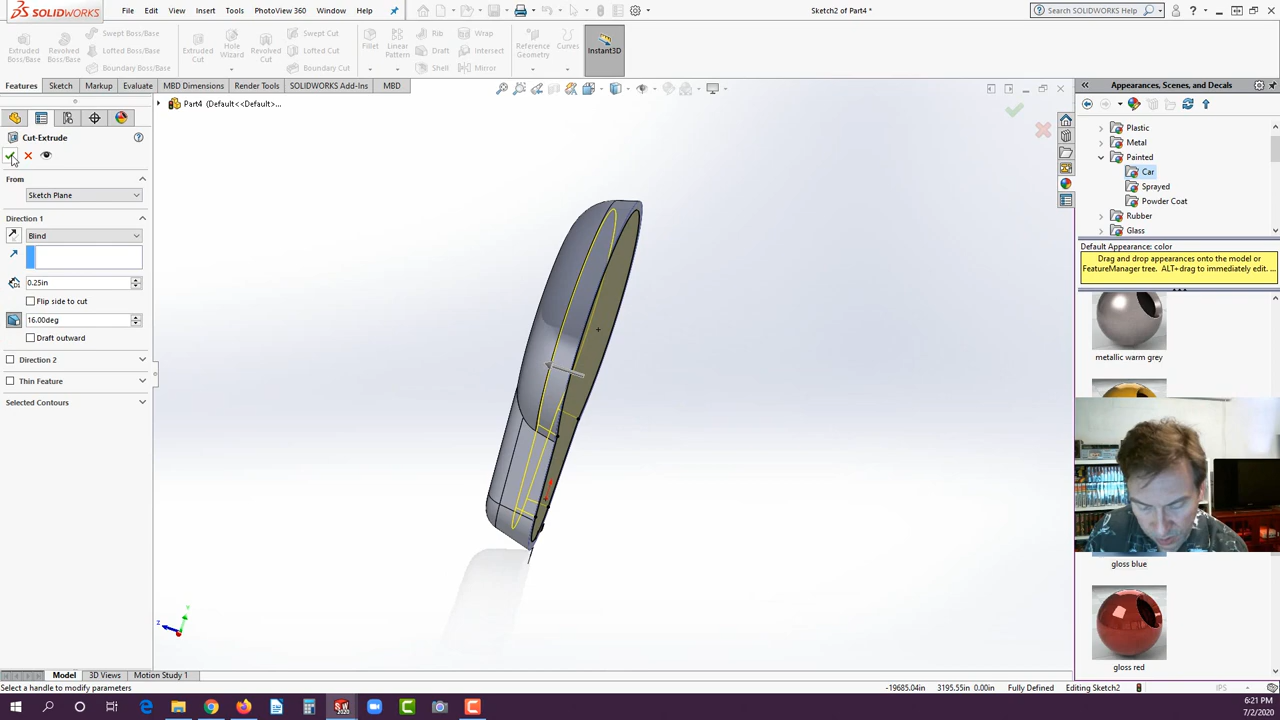 SOLIDWORKS File Edit View Insert Tools PhotoView 360 Window Sketch2 of Part4 * Search SOLIDWORKS Help
Extruded Boss/Base
Revolved Boss/Base
Swept Boss/Base
Lofted Boss/Base
Boundary Boss/Base
Extruded Cut
Hole Wizard
Revolved Cut
Swept Cut
Lofted Cut
Boundary Cut
Fillet
Linear Pattern
Rib
Draft
Shell
Wrap
Intersect
Mirror
Reference Geometry
Curves
Instant3D
Features Sketch Markup Evaluate MBD Dimensions Render Tools SOLIDWORKS Add-Ins MBD
Appearances, Scenes, and Decals
Part4 (Default<<Default>...
Cut-Extrude
From
Sketch Plane
Direction 1
Blind
0.25in
Flip side to cut
16.00deg
Draft outward
Direction 2
Thin Feature
Selected Contours
Plastic
Metal
Painted
Car
Sprayed
Powder Coat
Rubber
Glass
Default Appearance: color
Drag and drop appearances onto the model or
FeatureManager tree. ALT+drag to immediately edit.
metallic warm grey
gloss blue
gloss red
Y
Z
Model 3D Views Motion Study 1
Select a handle to modify parameters -19685.04in 3195.55in 0.00in Fully Defined Editing Sketch2 IPS
SW
2020
6:21 PM
7/2/2020